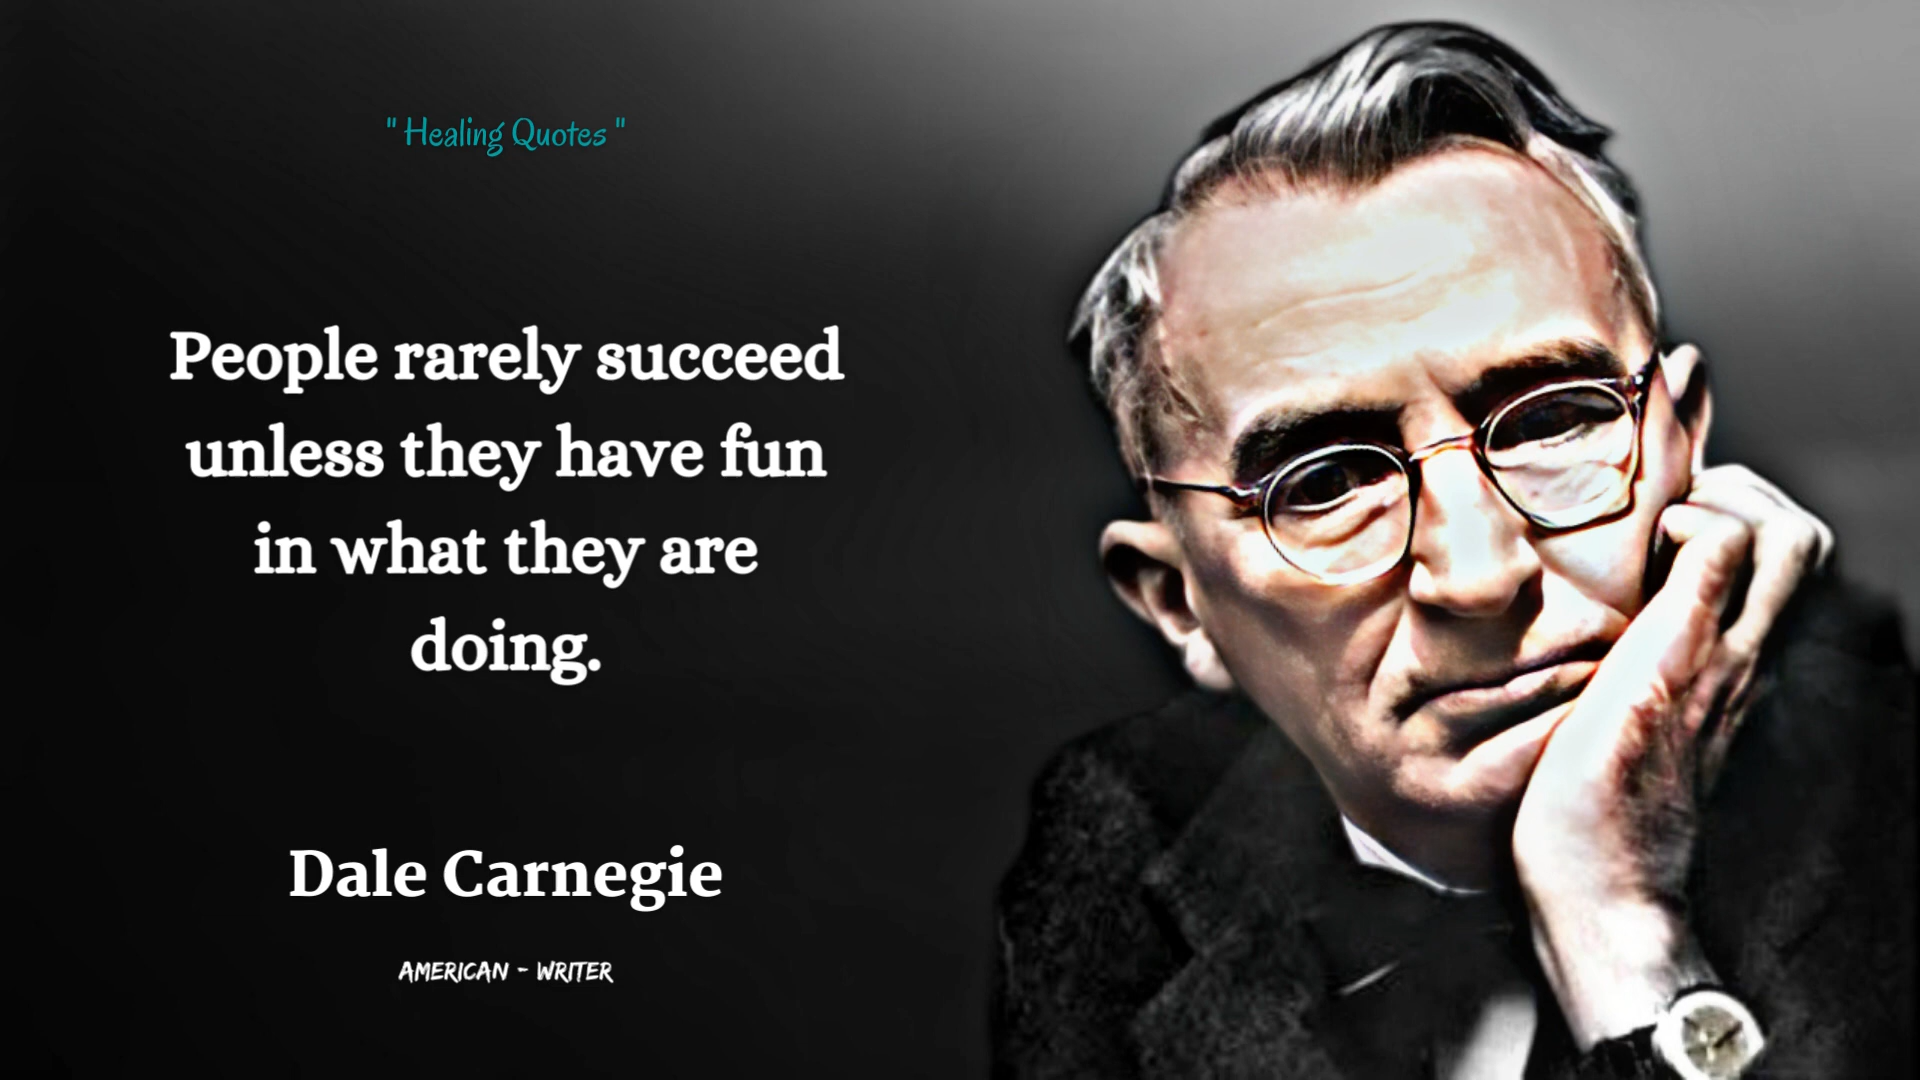 " Healing Quotes "
People rarely succeed
unless they have fun
in what they are
doing.
Dale Carnegie
AMERICAN - WRITER